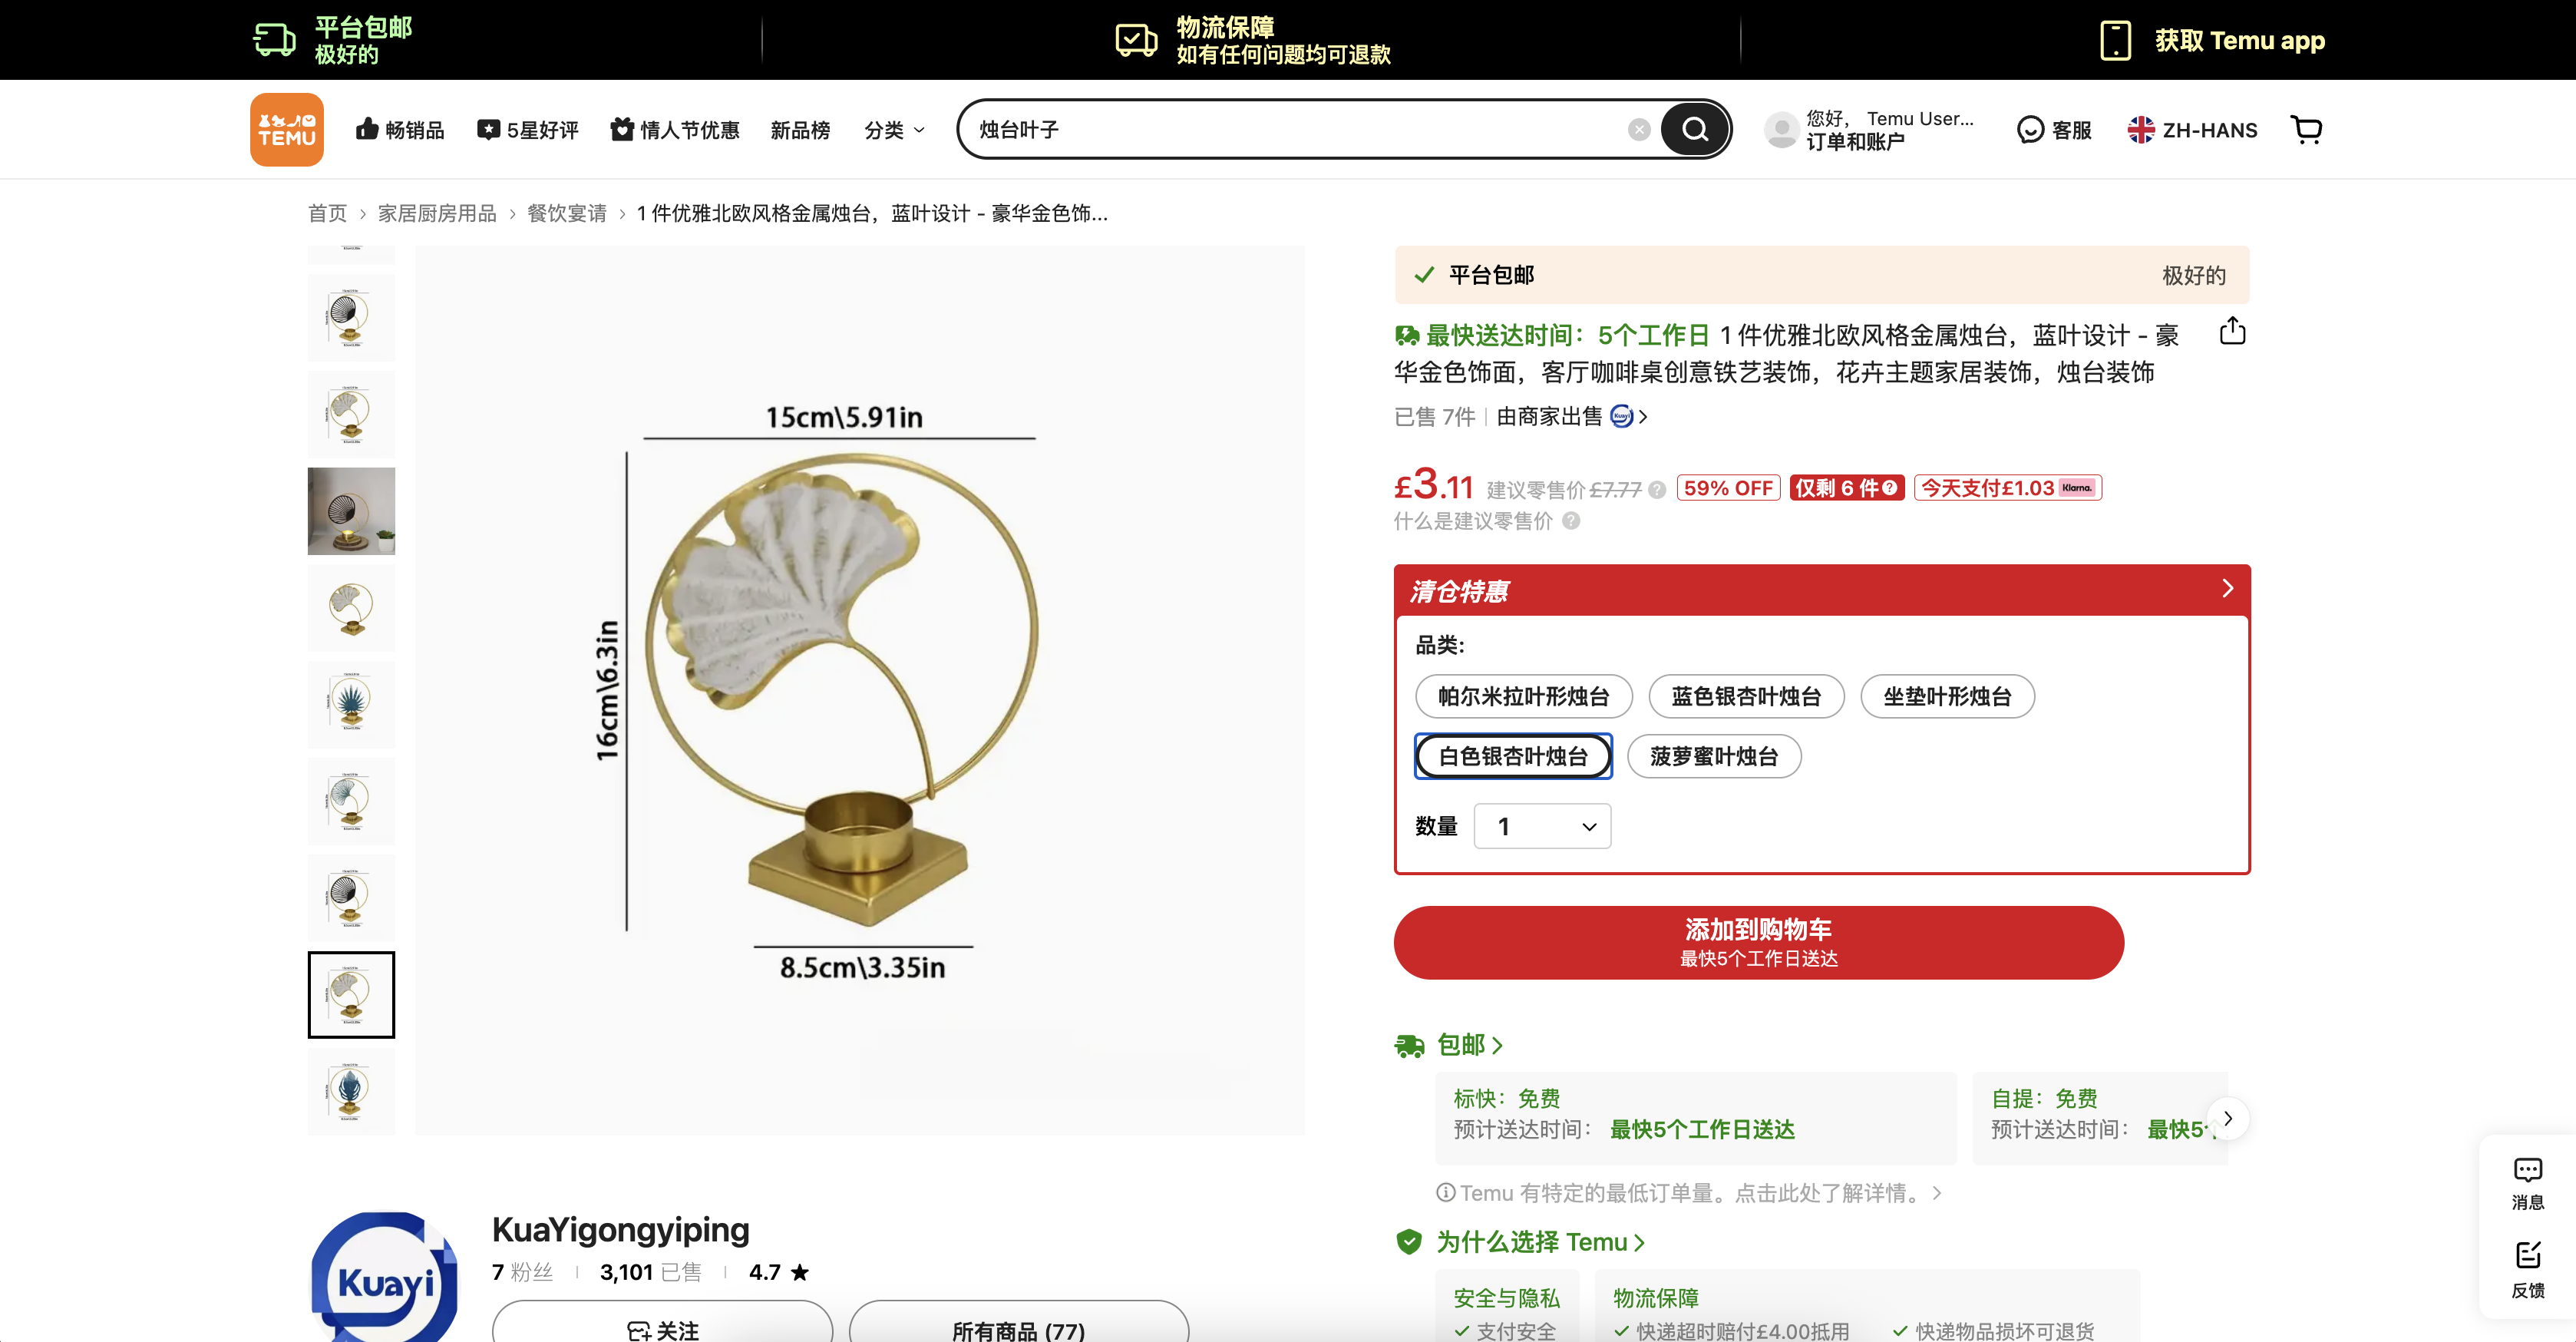 平台包邮
极好的
物流保障
如有任何问题均可退款
获取 Temu app
TEMU
畅销品
5星好评
情人节优惠
新品榜
分类
烛台叶子
您好， Temu User...
订单和账户
客服
ZH-HANS
首页 › 家居厨房用品 › 餐饮宴请 › 1 件优雅北欧风格金属烛台，蓝叶设计 - 豪华金色饰...
15cm\5.91in
16cm\6.3in
8.5cm\3.35in
平台包邮
极好的
最快送达时间：5个工作日 1 件优雅北欧风格金属烛台，蓝叶设计 - 豪
华金色饰面，客厅咖啡桌创意铁艺装饰，花卉主题家居装饰，烛台装饰
已售 7件
由商家出售
£3.11 建议零售价 £7.77 59% OFF 仅剩 6 件 今天支付£1.03 Klarna.
什么是建议零售价
清仓特惠
品类:
帕尔米拉叶形烛台
蓝色银杏叶烛台
坐垫叶形烛台
白色银杏叶烛台
菠萝蜜叶烛台
数量
1
添加到购物车
最快5个工作日送达
包邮
标快：免费
预计送达时间： 最快5个工作日送达
自提：免费
预计送达时间： 最快5
Temu 有特定的最低订单量。点击此处了解详情。
为什么选择 Temu
安全与隐私
支付安全
物流保障
快递超时赔付£4.00抵用
快递物品损坏可退货
Kuayi
KuaYigongyiping
7 粉丝
3,101 已售
4.7 ★
关注
所有商品 (77)
消息
反馈